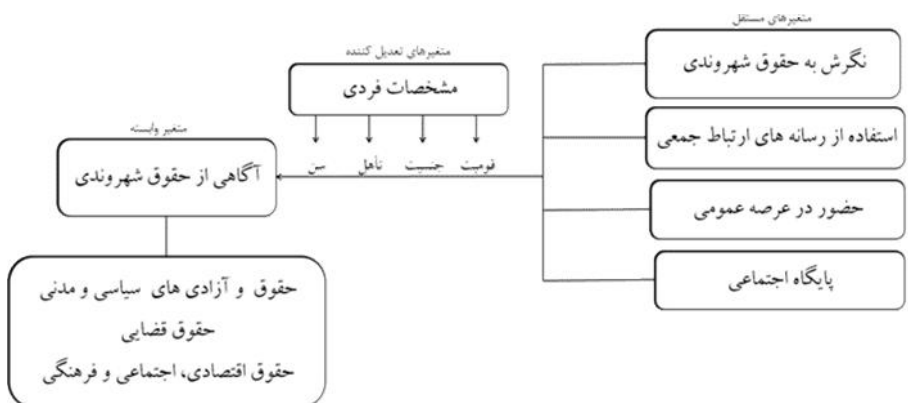 متغیرهای مستقل
نگرش به حقوق شهروندی
استفاده از رسانه های ارتباط جمعی
حضور در عرصه عمومی
پایگاه اجتماعی
متغیرهای تعدیل کننده
مشخصات فردی
قومیت جنسیت تأهل سن
متغیر وابسته
آگاهی از حقوق شهروندی
حقوق و آزادی های سیاسی و مدنی
حقوق قضایی
حقوق اقتصادی، اجتماعی و فرهنگی